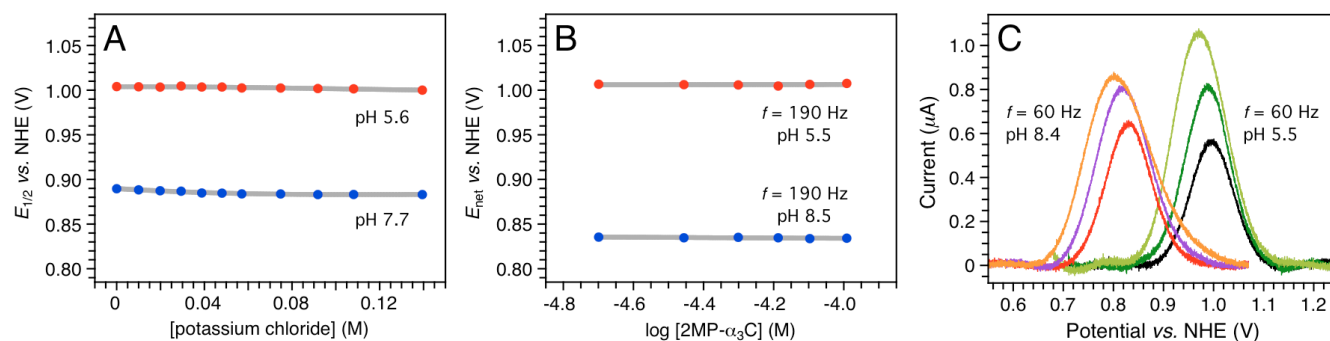 A
E1/2 vs. NHE (V)
1.05
1.00
0.95
0.90
0.85
0.80
pH 5.6
pH 7.7
0
0.04
0.08
0.12
[potassium chloride] (M)
B
Enet vs. NHE (V)
1.05
1.00
0.95
0.90
0.85
0.80
f = 190 Hz
pH 5.5
f = 190 Hz
pH 8.5
-4.8
-4.6
-4.4
-4.2
-4.0
log [2MP-α3C] (M)
C
Current (μA)
1.0
0.8
0.6
0.4
0.2
0
f = 60 Hz
pH 8.4
f = 60 Hz
pH 5.5
0.6
0.7
0.8
0.9
1.0
1.1
1.2
Potential vs. NHE (V)